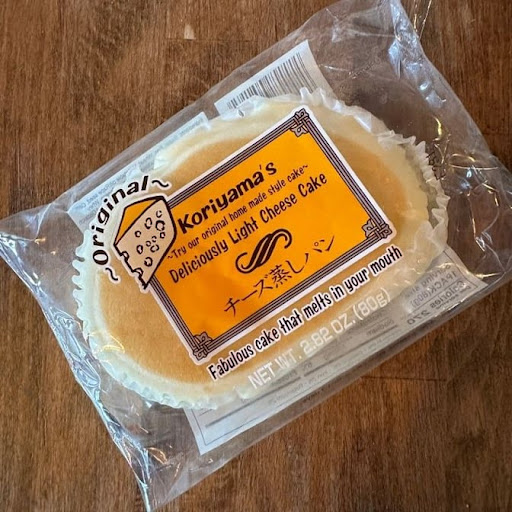 ~Original~
Koriyama's
~Try our original home made style cake~
Deliciously Light Cheese Cake
チーズ蒸しパン
Fabulous cake that melts in your mouth
NET WT. 2.82 OZ. (80g)